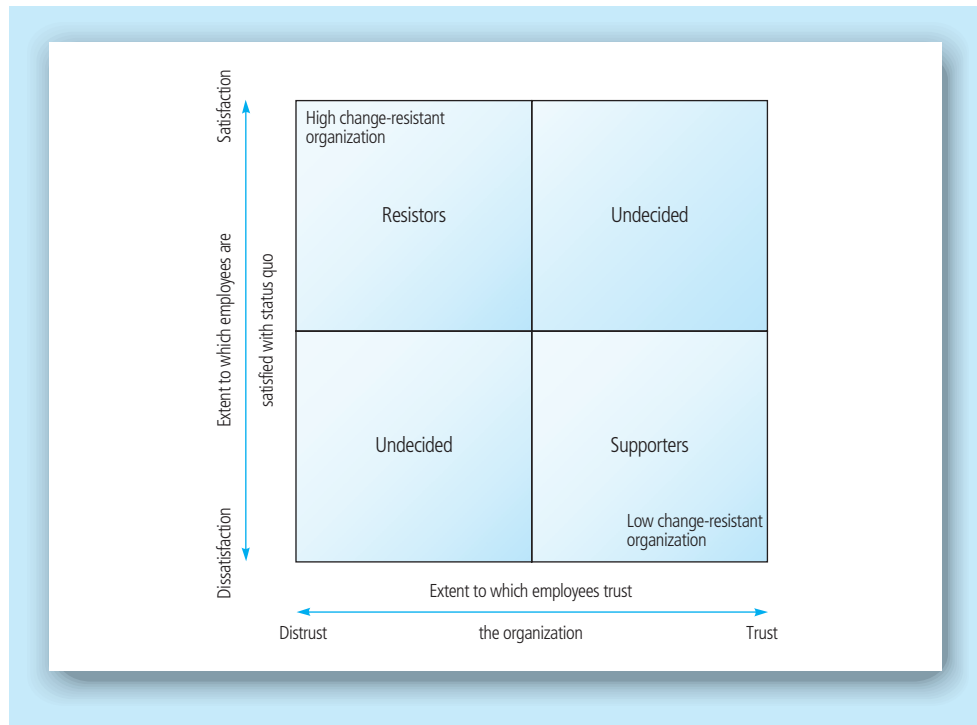 Satisfaction
Extent to which employees are
satisfied with status quo
Dissatisfaction
High change-resistant
organization
Resistors
Undecided
Undecided
Supporters
Low change-resistant
organization
Extent to which employees trust
the organization
Distrust
Trust